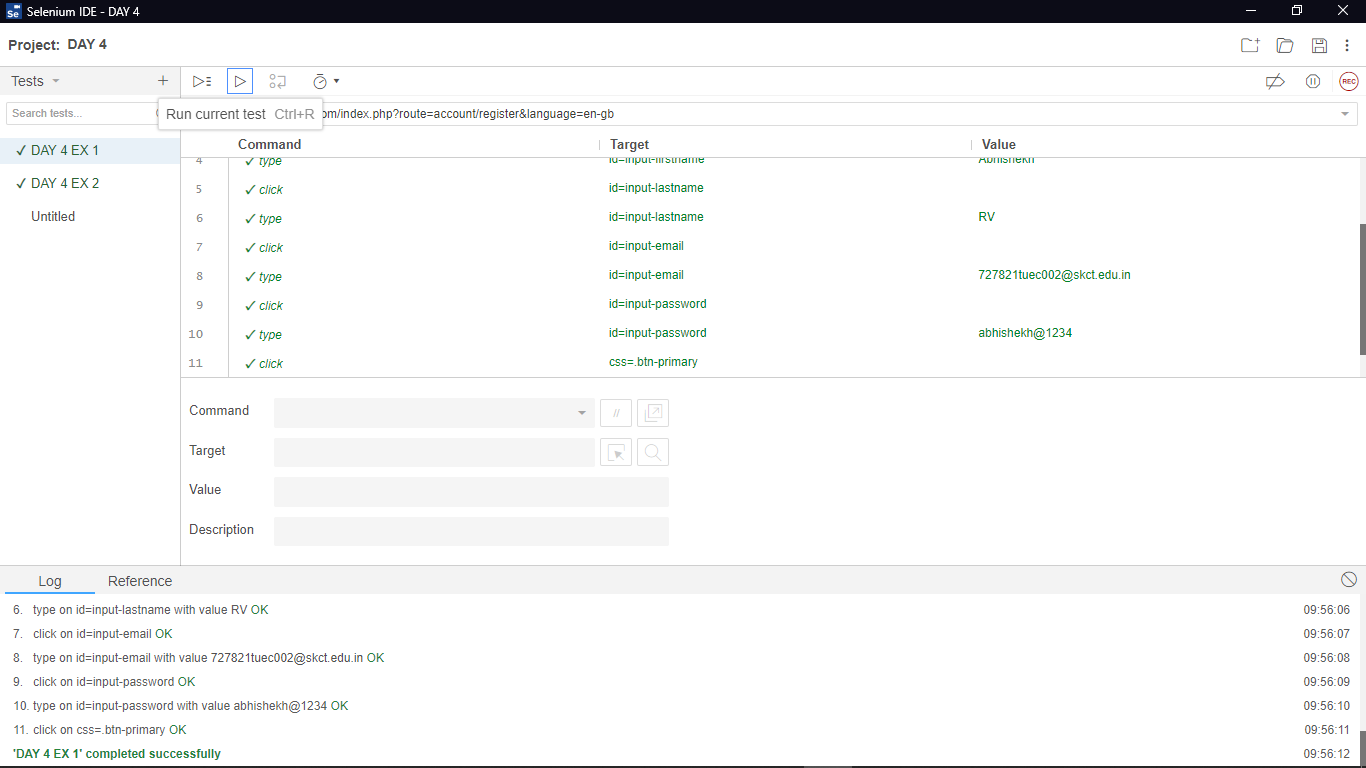 Selenium IDE - DAY 4
Project: DAY 4
Tests
Search tests...
Run current test Ctrl+R
om/index.php?route=account/register&language=en-gb
REC
Command Target Value
✓ DAY 4 EX 1
✓ DAY 4 EX 2
Untitled
4 ✓ type id=input-firstname Abhishekh
5 ✓ click id=input-lastname
6 ✓ type id=input-lastname RV
7 ✓ click id=input-email
8 ✓ type id=input-email 727821tuec002@skct.edu.in
9 ✓ click id=input-password
10 ✓ type id=input-password abhishekh@1234
11 ✓ click css=.btn-primary
Command //
Target
Value
Description
Log Reference
6. type on id=input-lastname with value RV OK 09:56:06
7. click on id=input-email OK 09:56:07
8. type on id=input-email with value 727821tuec002@skct.edu.in OK 09:56:08
9. click on id=input-password OK 09:56:09
10. type on id=input-password with value abhishekh@1234 OK 09:56:10
11. click on css=.btn-primary OK 09:56:11
'DAY 4 EX 1' completed successfully 09:56:12